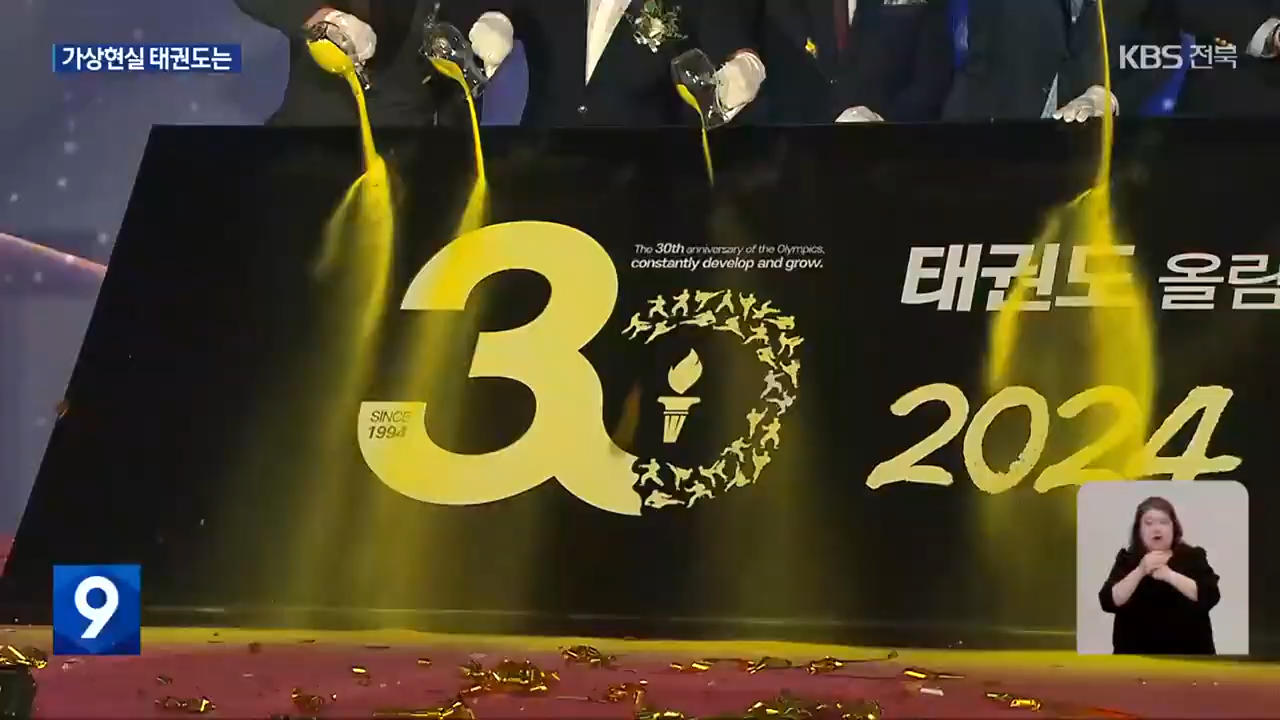 가상현실 태권도는
KBS 전북
30
The 30th anniversary of the Olympics,
constantly develop and grow.
SINCE
1994
태권도 올림
2024
9